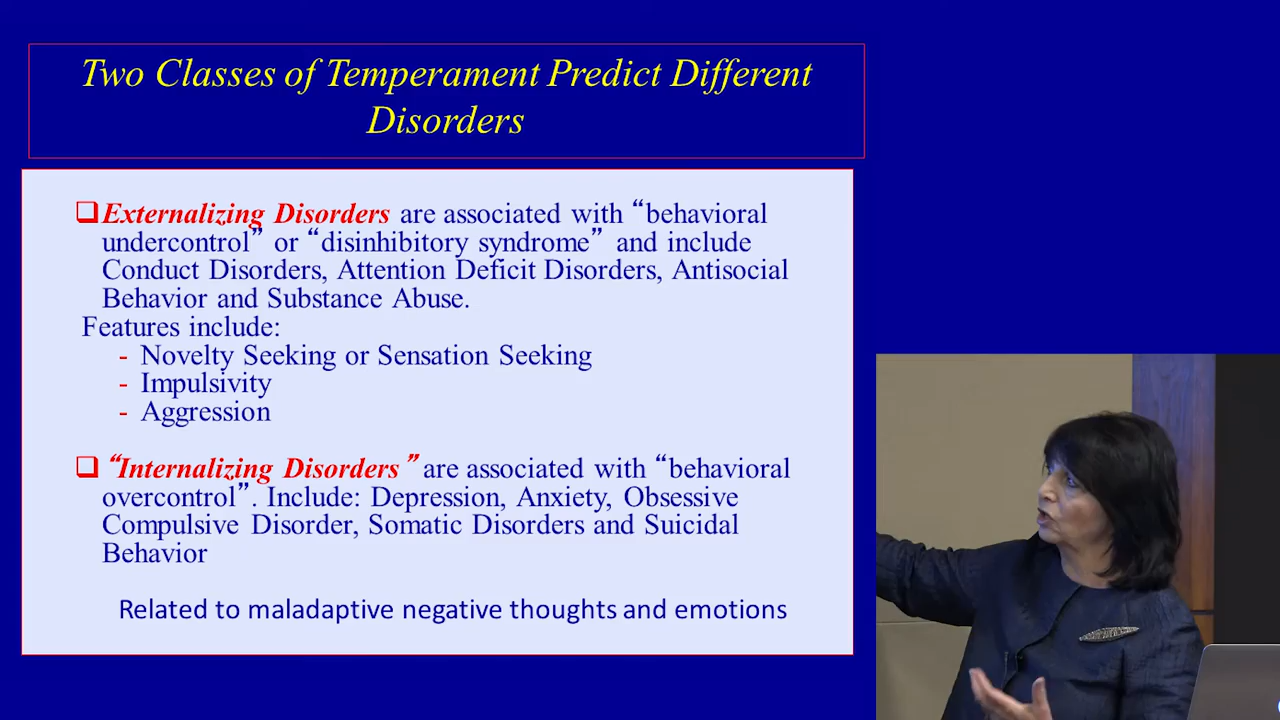 Two Classes of Temperament Predict Different
Disorders
Externalizing Disorders are associated with “behavioral
undercontrol” or “disinhibitory syndrome” and include
Conduct Disorders, Attention Deficit Disorders, Antisocial
Behavior and Substance Abuse.
Features include:
- Novelty Seeking or Sensation Seeking
- Impulsivity
- Aggression
“Internalizing Disorders” are associated with “behavioral
overcontrol”. Include: Depression, Anxiety, Obsessive
Compulsive Disorder, Somatic Disorders and Suicidal
Behavior
Related to maladaptive negative thoughts and emotions